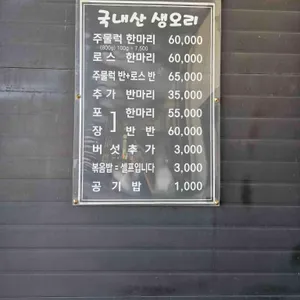 국내산 생오리
주물럭 한마리 60,000
(800g) 100g = 7,500
로스 한마리 60,000
주물럭 반+로스 반 65,000
추가 반마리 35,000
포 ] 한마리 55,000
장 ] 반 반 60,000
버섯추가 3,000
볶음밥 = 셀프입니다 3,000
공기밥 1,000